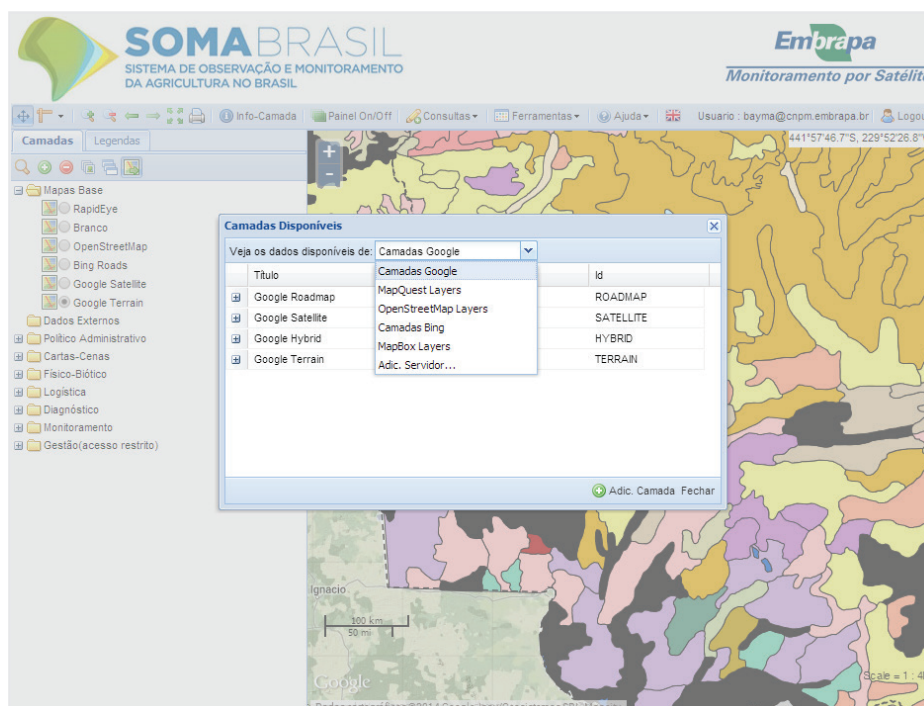 SOMABRASIL
SISTEMA DE OBSERVAÇÃO E MONITORAMENTO
DA AGRICULTURA NO BRASIL
Embrapa
Monitoramento por Satélite
Info-Camada Painel On/Off Consultas Ferramentas Ajuda Usuario : bayma@cnpm.embrapa.br Logou
Camadas Legendas
441°57'46.7"S, 229°52'26.8"
Mapas Base
RapidEye
Branco
OpenStreetMap
Bing Roads
Google Satellite
Google Terrain
Dados Externos
Político Administrativo
Cartas-Cenas
Físico-Biótico
Logística
Diagnóstico
Monitoramento
Gestão(acesso restrito)
Camadas Disponíveis
Veja os dados disponíveis de: Camadas Google
Título Id
Google Roadmap ROADMAP
Google Satellite SATELLITE
Google Hybrid HYBRID
Google Terrain TERRAIN
Camadas Google
MapQuest Layers
OpenStreetMap Layers
Camadas Bing
MapBox Layers
Adic. Servidor...
Adic. Camada Fechar
Ignacio
100 km
50 mi
Google
Scale = 1 : 4